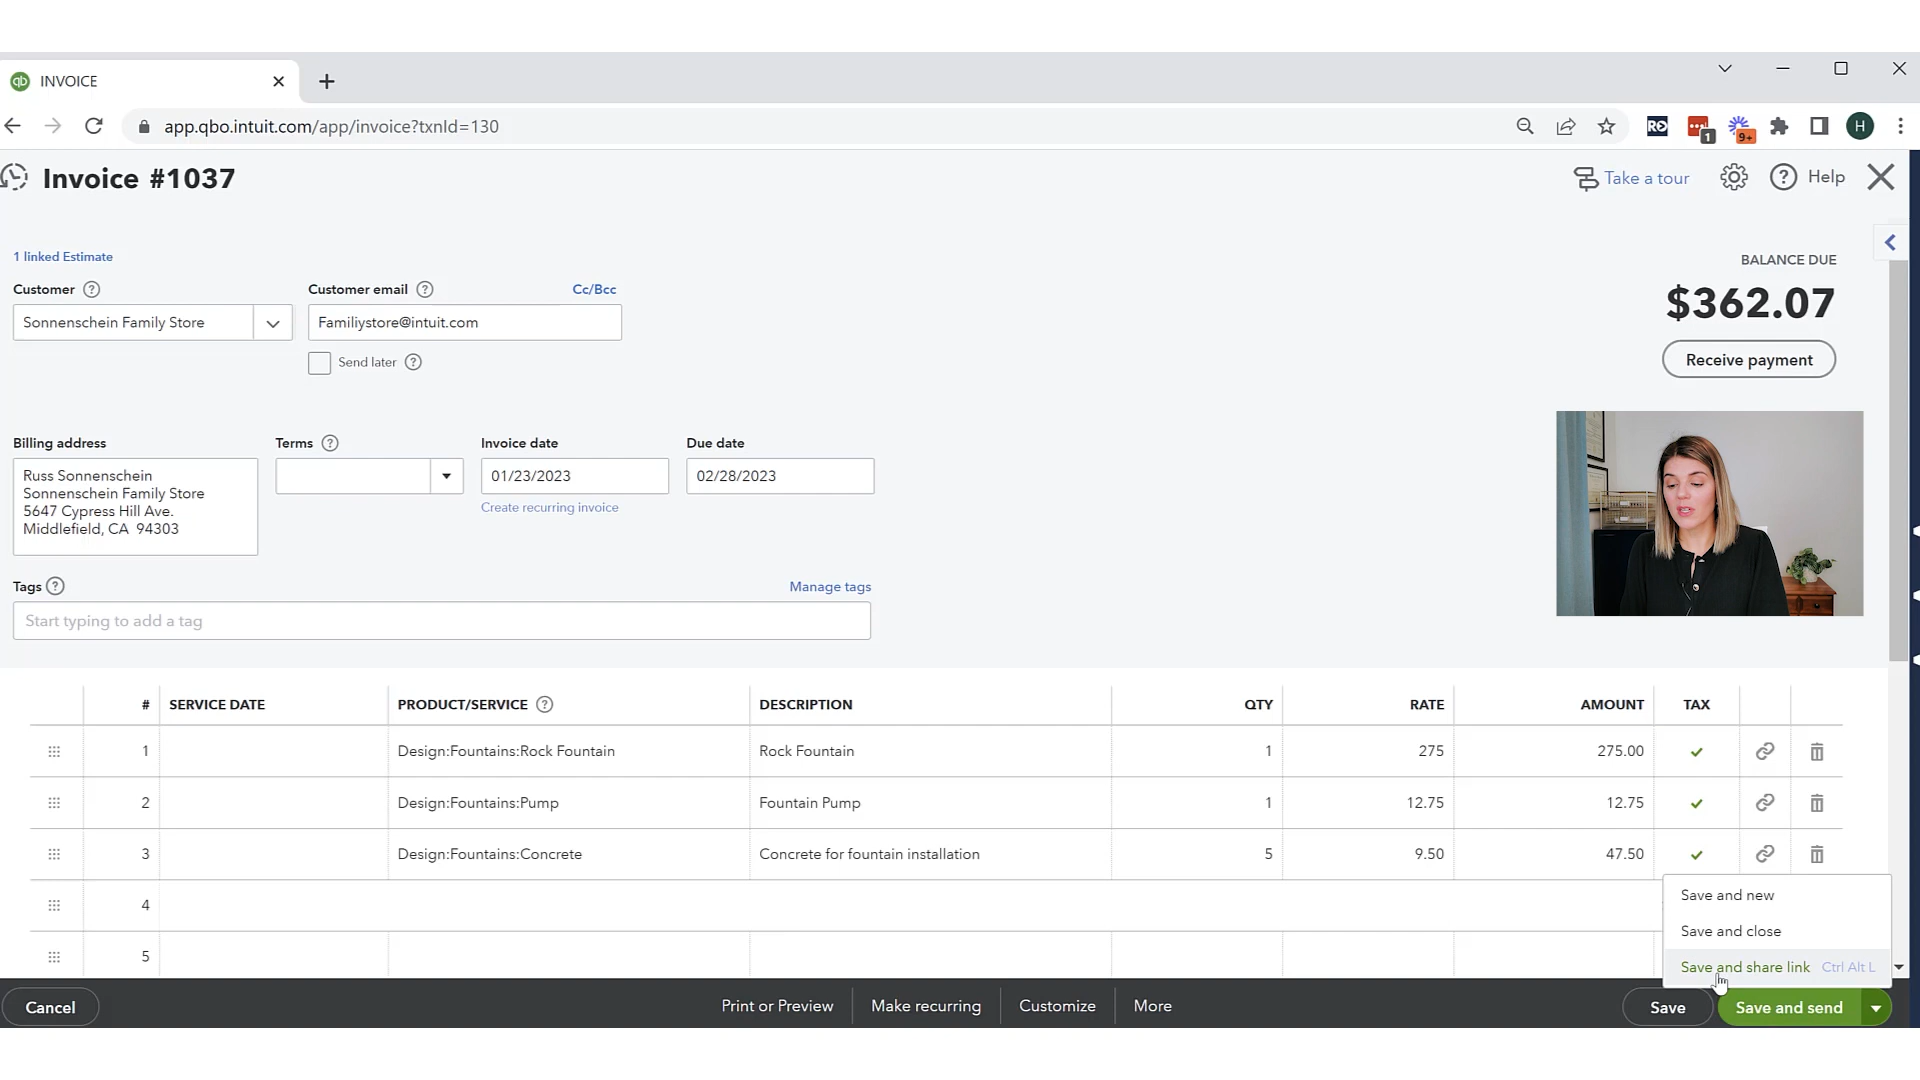 qb INVOICE
app.qbo.intuit.com/app/invoice?txnId=130
RE 1 9+ H
Invoice #1037
Take a tour
Help
1 linked Estimate
BALANCE DUE
$362.07
Receive payment
Customer
Customer email
Cc/Bcc
Sonnenschein Family Store
Familiystore@intuit.com
Send later
Billing address
Terms
Invoice date
Due date
Russ Sonnenschein
Sonnenschein Family Store
5647 Cypress Hill Ave.
Middlefield, CA 94303
01/23/2023
02/28/2023
Create recurring invoice
Tags
Manage tags
Start typing to add a tag
# SERVICE DATE PRODUCT/SERVICE DESCRIPTION QTY RATE AMOUNT TAX
1 Design:Fountains:Rock Fountain Rock Fountain 1 275 275.00
2 Design:Fountains:Pump Fountain Pump 1 12.75 12.75
3 Design:Fountains:Concrete Concrete for fountain installation 5 9.50 47.50
4
5
Save and new
Save and close
Save and share link Ctrl Alt L
Cancel
Print or Preview
Make recurring
Customize
More
Save
Save and send